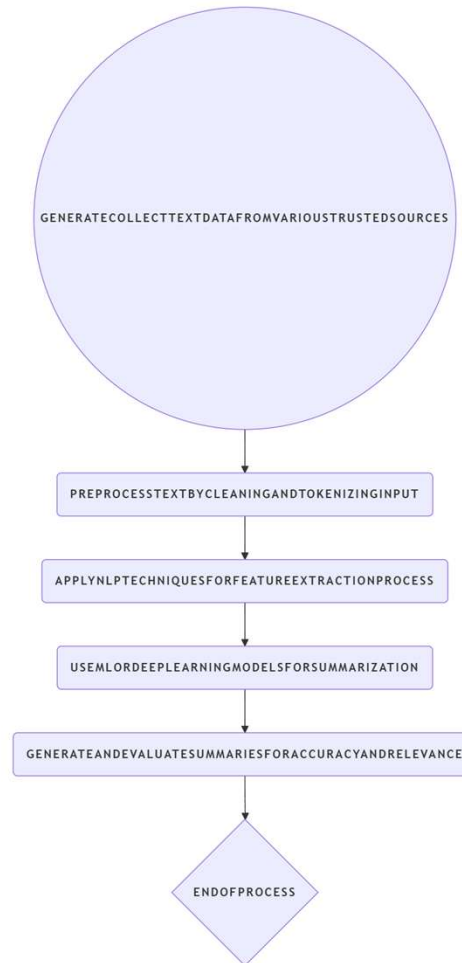 GENERATECOLLECTTEXTDATAFROMVARIOUSTRUSTEDSOURCES
PREPROCESSTEXTBYCLEANINGANDTOKENIZINGINPUT
APPLYNLPTECHNIQUESFORFEATUREEXTRACTIONPROCESS
USEMLORDEEPLEARNINGMODELSFORSUMMARIZATION
GENERATEANDEVALUATESUMMARIESFORACCURACYANDRELEVANCE
ENDOFPROCESS